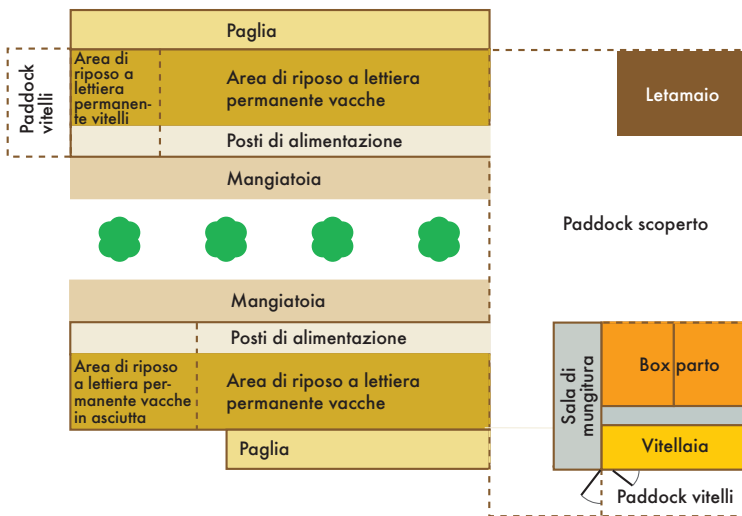 Paglia
Paddock
vitelli
Area di
riposo a
lettiera
permanen-
te vitelli
Area di riposo a lettiera
permanente vacche
Letamaio
Posti di alimentazione
Mangiatoia
Paddock scoperto
Mangiatoia
Posti di alimentazione
Area di riposo
a lettiera per-
manente vacche
in asciutta
Area di riposo a lettiera
permanente vacche
Paglia
Sala di
mungitura
Box parto
Vitellaia
Paddock vitelli